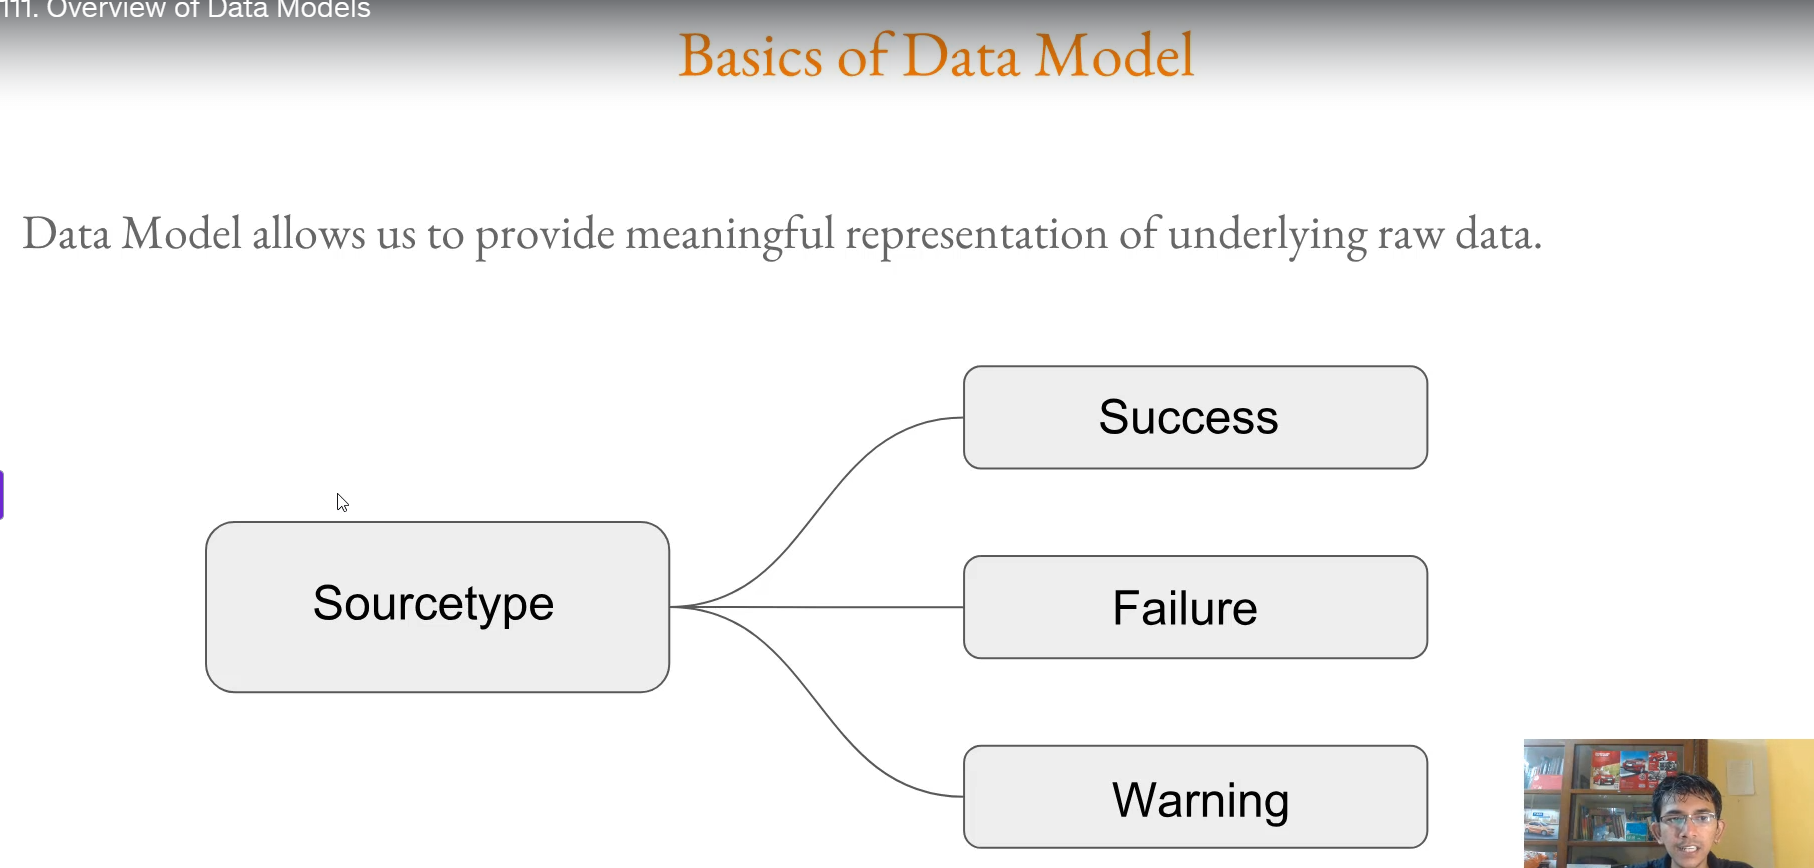 111. Overview of Data Models
Basics of Data Model
Data Model allows us to provide meaningful representation of underlying raw data.
Success
Sourcetype
Failure
Warning